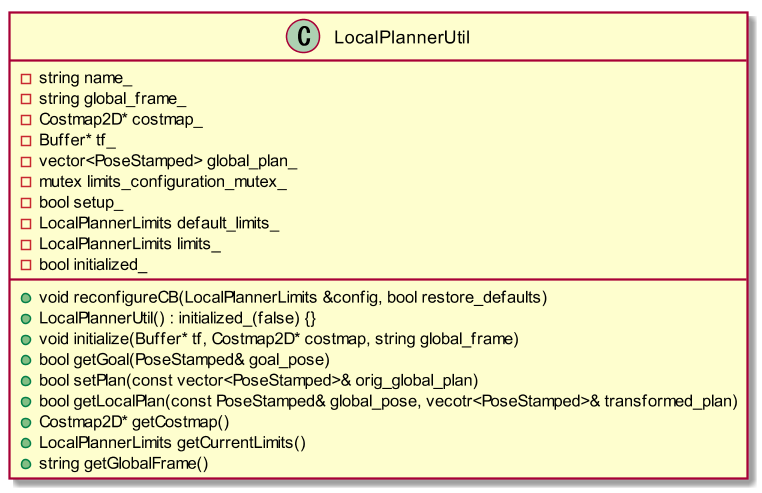 C LocalPlannerUtil
string name_
string global_frame_
Costmap2D* costmap_
Buffer* tf_
vector<PoseStamped> global_plan_
mutex limits_configuration_mutex_
bool setup_
LocalPlannerLimits default_limits_
LocalPlannerLimits limits_
bool initialized_
void reconfigureCB(LocalPlannerLimits &config, bool restore_defaults)
LocalPlannerUtil() : initialized_(false) {}
void initialize(Buffer* tf, Costmap2D* costmap, string global_frame)
bool getGoal(PoseStamped& goal_pose)
bool setPlan(const vector<PoseStamped>& orig_global_plan)
bool getLocalPlan(const PoseStamped& global_pose, vecotr<PoseStamped>& transformed_plan)
Costmap2D* getCostmap()
LocalPlannerLimits getCurrentLimits()
string getGlobalFrame()